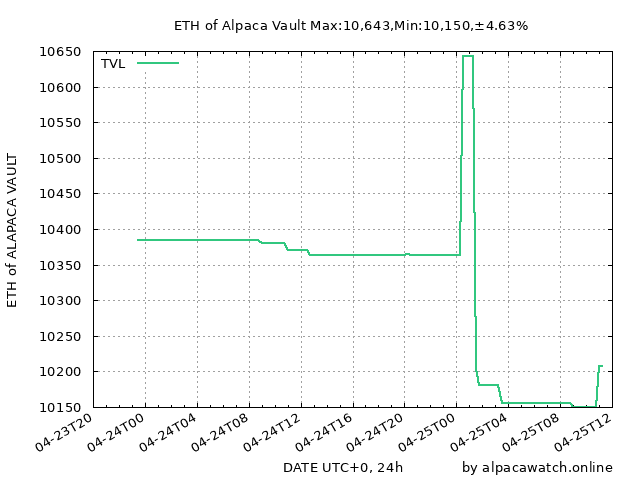 ETH of Alpaca Vault Max:10,643,Min:10,150,±4.63%
TVL
ETH of ALAPACA VAULT
10650
10600
10550
10500
10450
10400
10350
10300
10250
10200
10150
04-23T20
04-24T00
04-24T04
04-24T08
04-24T12
04-24T16
04-24T20
04-25T00
04-25T04
04-25T08
04-25T12
DATE UTC+0, 24h
by alpacawatch.online